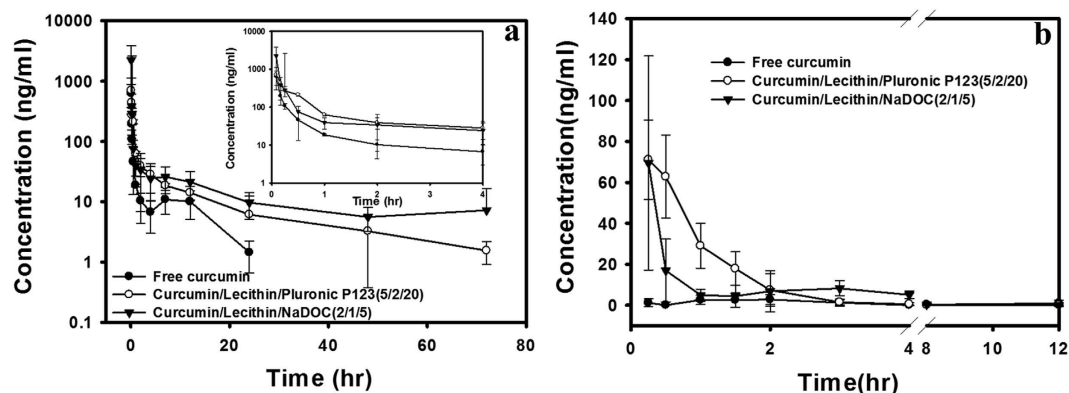 a
Concentration (ng/ml)
10000
1000
100
10
1
0.1
0 20 40 60 80
Time (hr)
Concentration (ng/ml)
10000
1000
100
10
1
0 1 2 3 4
Time (hr)
Free curcumin
Curcumin/Lecithin/Pluronic P123(5/2/20)
Curcumin/Lecithin/NaDOC(2/1/5)
b
Concentration(ng/ml)
140
120
100
80
60
40
20
0
0 1 2 4 8 10 12
Time(hr)
Free curcumin
Curcumin/Lecithin/Pluronic P123(5/2/20)
Curcumin/Lecithin/NaDOC(2/1/5)